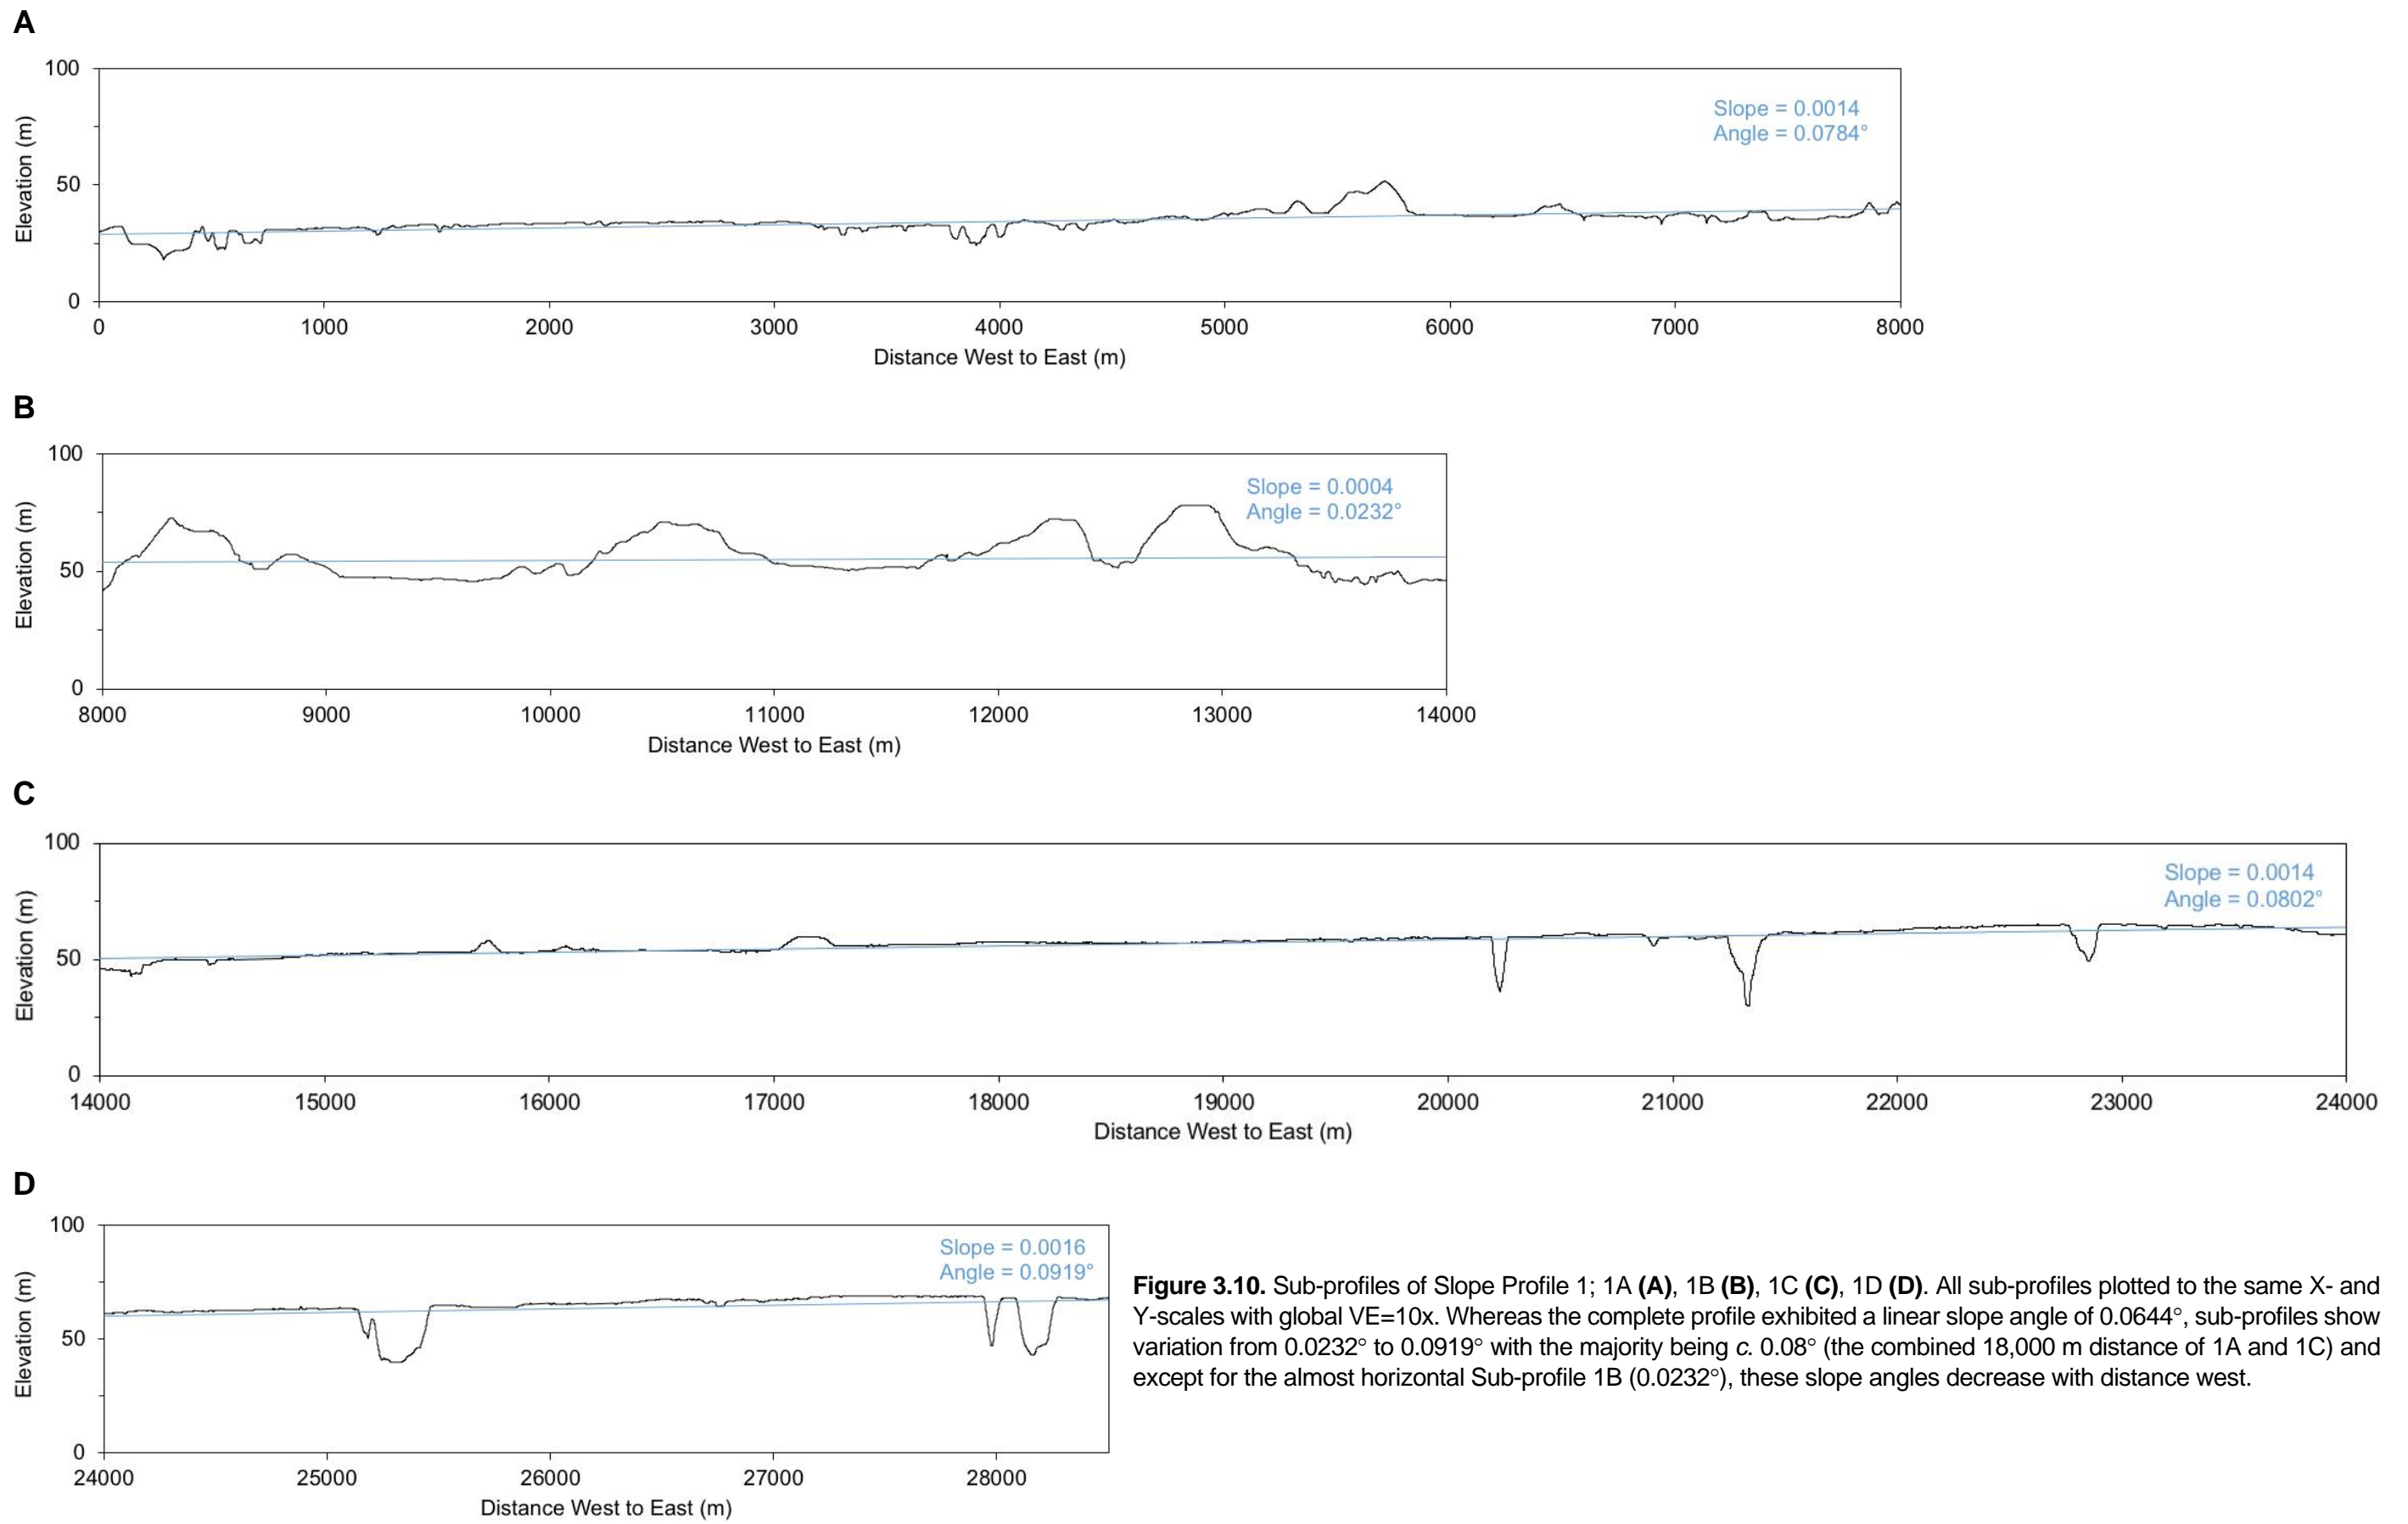 A
100
50
0
Elevation (m)
Slope = 0.0014
Angle = 0.0784°
0 1000 2000 3000 4000 5000 6000 7000 8000
Distance West to East (m)
B
100
50
0
Elevation (m)
Slope = 0.0004
Angle = 0.0232°
8000 9000 10000 11000 12000 13000 14000
Distance West to East (m)
C
100
50
0
Elevation (m)
Slope = 0.0014
Angle = 0.0802°
14000 15000 16000 17000 18000 19000 20000 21000 22000 23000 24000
Distance West to East (m)
D
100
50
0
Elevation (m)
Slope = 0.0016
Angle = 0.0919°
24000 25000 26000 27000 28000
Distance West to East (m)
Figure 3.10. Sub-profiles of Slope Profile 1; 1A (A), 1B (B), 1C (C), 1D (D). All sub-profiles plotted to the same X- and
Y-scales with global VE=10x. Whereas the complete profile exhibited a linear slope angle of 0.0644°, sub-profiles show
variation from 0.0232° to 0.0919° with the majority being c. 0.08° (the combined 18,000 m distance of 1A and 1C) and
except for the almost horizontal Sub-profile 1B (0.0232°), these slope angles decrease with distance west.